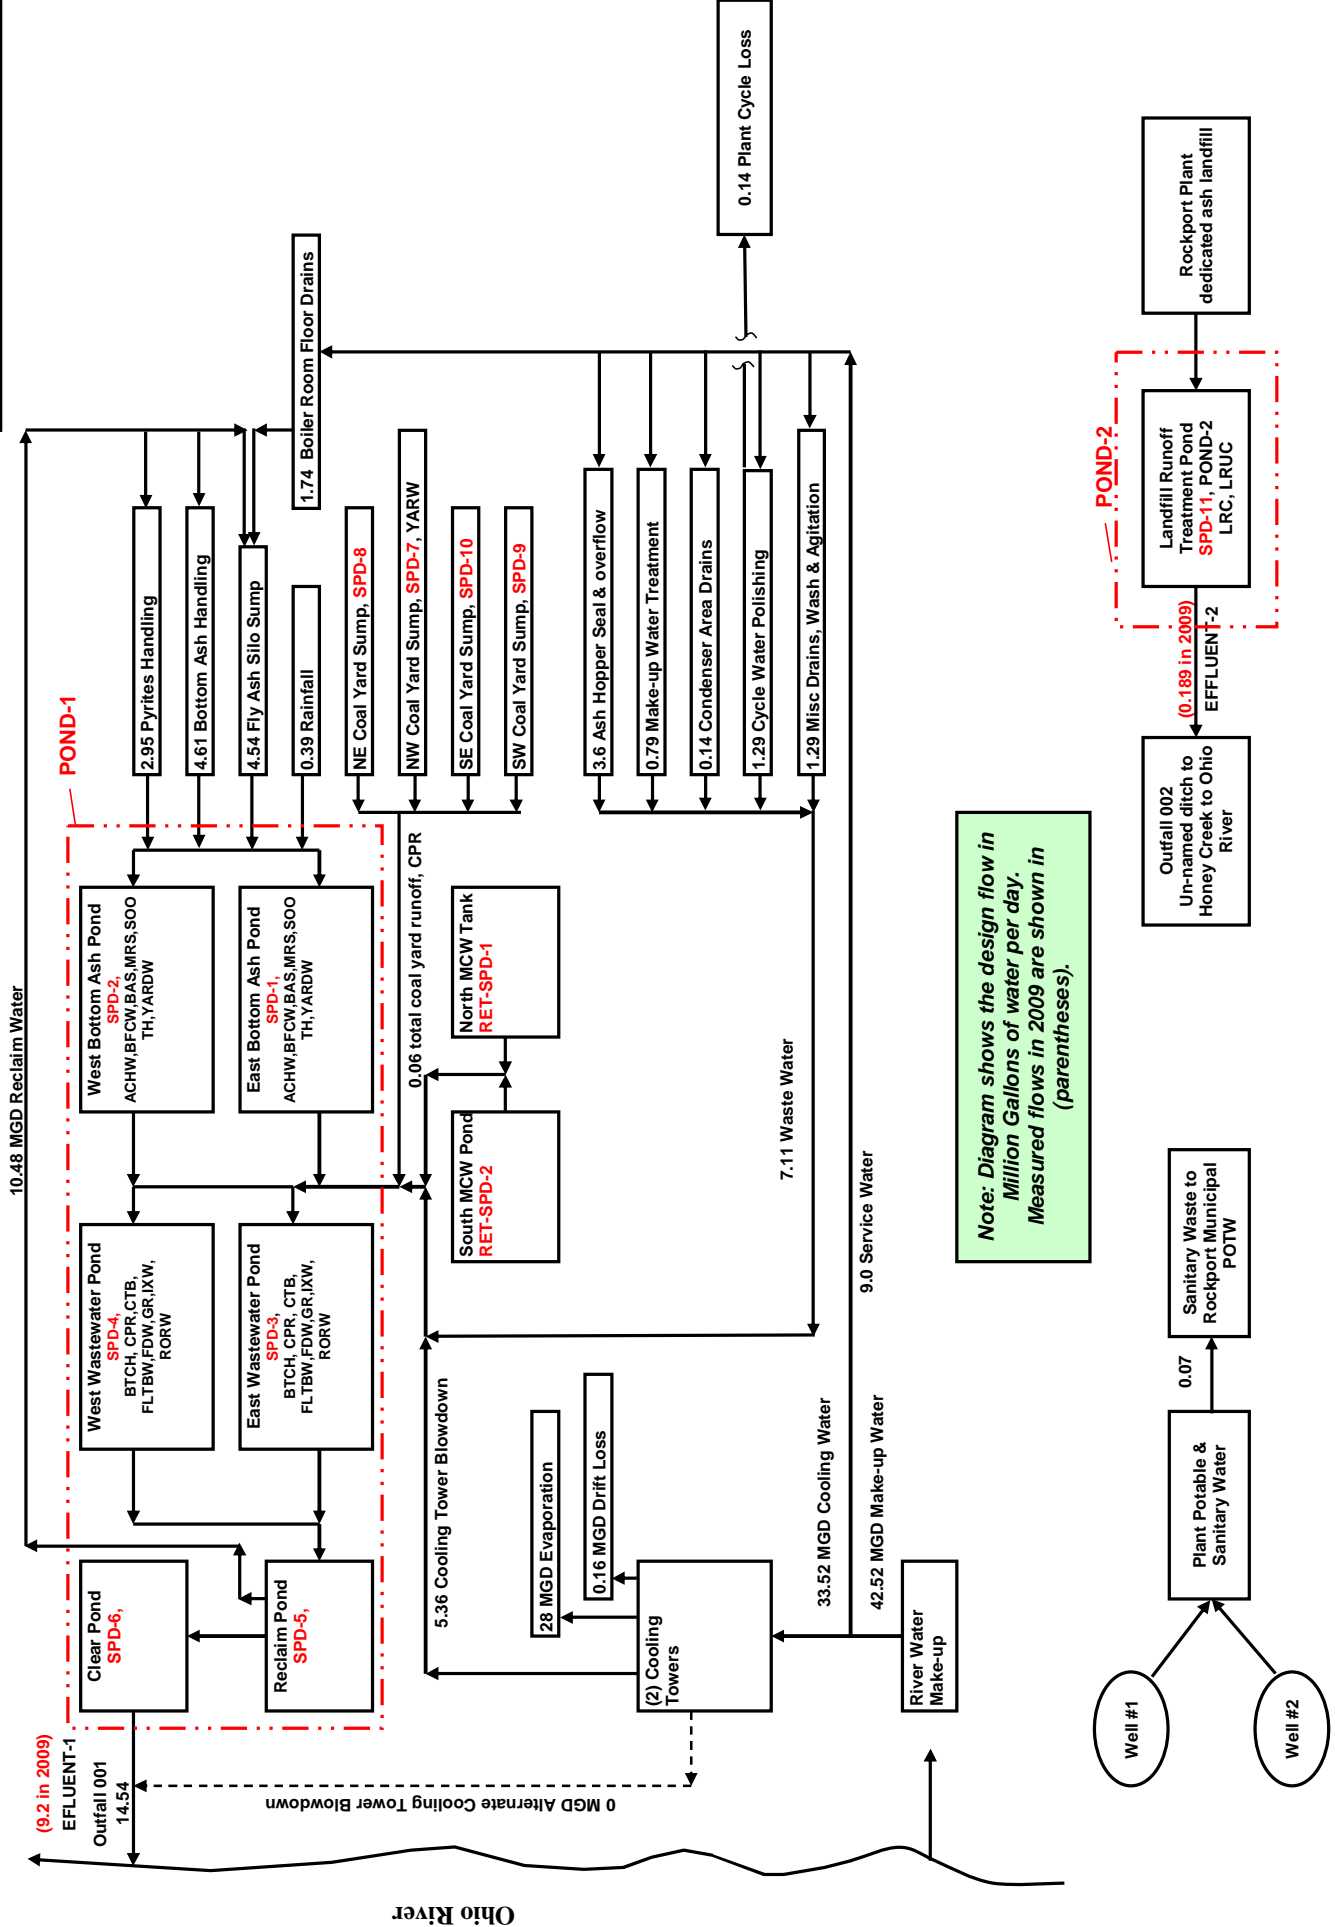 Ohio River
(9.2 in 2009)
EFLUENT-1
Outfall 001
14.54
0 MGD Alternate Cooling Tower Blowdown
10.48 MGD Reclaim Water
POND-1
Clear Pond
SPD-6,
Reclaim Pond
SPD-5,
West Wastewater Pond
SPD-4,
BTCH, CPR,CTB,
FLTBW,FDW,GR,IXW,
RORW
East Wastewater Pond
SPD-3,
BTCH, CPR, CTB,
FLTBW,FDW,GR,IXW,
RORW
West Bottom Ash Pond
SPD-2,
ACHW,BFCW,BAS,MRS,SOO
TH,YARDW
East Bottom Ash Pond
SPD-1,
ACHW,BFCW,BAS,MRS,SOO
TH,YARDW
2.95 Pyrites Handling
4.61 Bottom Ash Handling
4.54 Fly Ash Silo Sump
0.39 Rainfall
1.74 Boiler Room Floor Drains
NE Coal Yard Sump, SPD-8
NW Coal Yard Sump, SPD-7, YARW
SE Coal Yard Sump, SPD-10
SW Coal Yard Sump, SPD-9
0.06 total coal yard runoff, CPR
North MCW Tank
RET-SPD-1
South MCW Pond
RET-SPD-2
5.36 Cooling Tower Blowdown
28 MGD Evaporation
0.16 MGD Drift Loss
(2) Cooling
Towers
3.6 Ash Hopper Seal & overflow
0.79 Make-up Water Treatment
0.14 Condenser Area Drains
1.29 Cycle Water Polishing
1.29 Misc Drains, Wash & Agitation
0.14 Plant Cycle Loss
7.11 Waste Water
9.0 Service Water
33.52 MGD Cooling Water
42.52 MGD Make-up Water
River Water
Make-up
Note: Diagram shows the design flow in
Million Gallons of water per day.
Measured flows in 2009 are shown in
(parentheses).
Well #1
Well #2
Plant Potable &
Sanitary Water
0.07
Sanitary Waste to
Rockport Municipal
POTW
Outfall 002
Un-named ditch to
Honey Creek to Ohio
River
(0.189 in 2009)
EFFLUENT-2
POND-2
Landfill Runoff
Treatment Pond
SPD-11, POND-2
LRC, LRUC
Rockport Plant
dedicated ash landfill